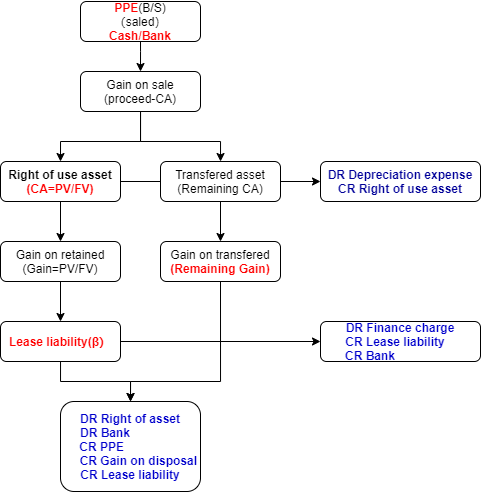 PPE(B/S)
(saled)
Cash/Bank
Gain on sale
(proceed-CA)
Right of use asset
(CA=PV/FV)
Transfered asset
(Remaining CA)
DR Depreciation expense
CR Right of use asset
Gain on retained
(Gain=PV/FV)
Gain on transfered
(Remaining Gain)
Lease liability(β)
DR Finance charge
CR Lease liability
CR Bank
DR Right of asset
DR Bank
CR PPE
CR Gain on disposal
CR Lease liability